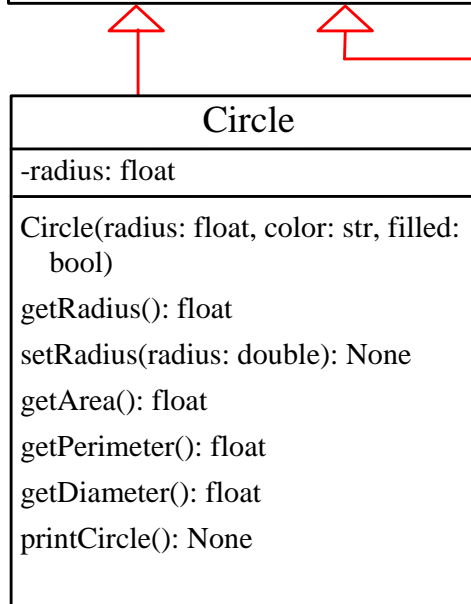 Circle
-radius: float
Circle(radius: float, color: str, filled:
bool)
getRadius(): float
setRadius(radius: double): None
getArea(): float
getPerimeter(): float
getDiameter(): float
printCircle(): None